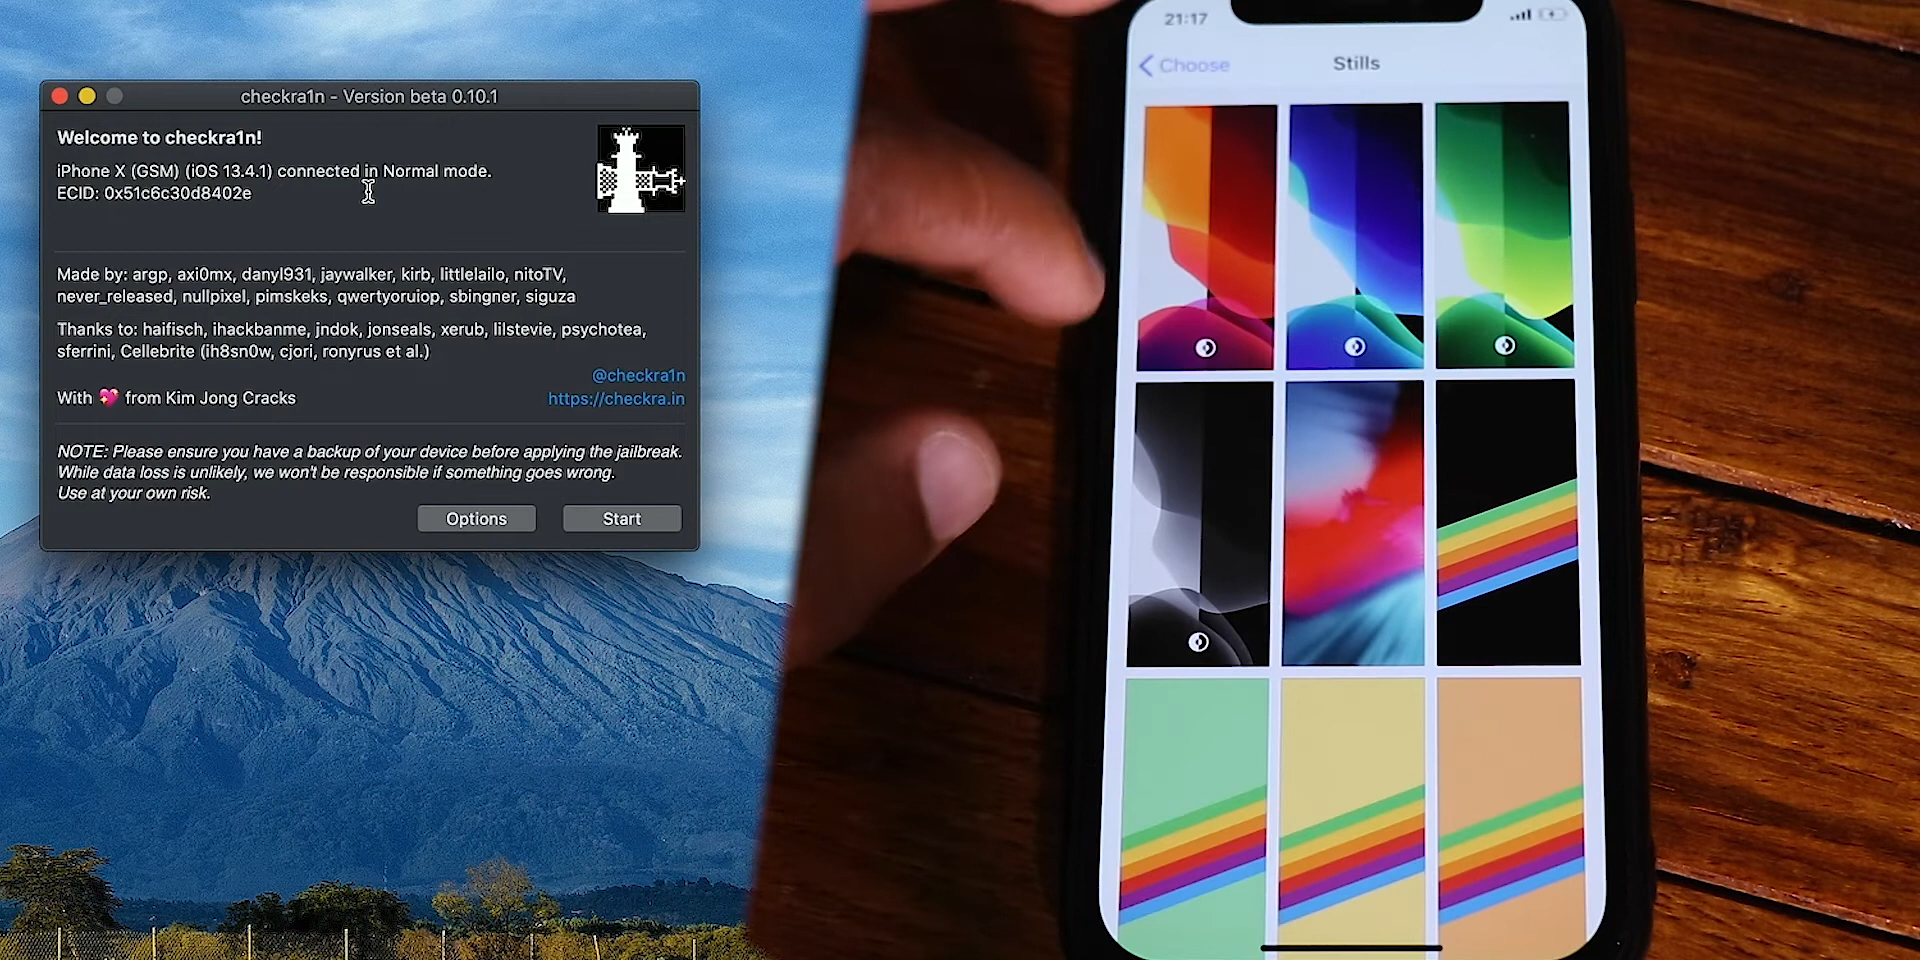 checkra1n - Version beta 0.10.1
Welcome to checkra1n!
iPhone X (GSM) (iOS 13.4.1) connected in Normal mode.
ECID: 0x51c6c30d8402e
Made by: argp, axi0mx, danyl931, jaywalker, kirb, littlelailo, nitoTV,
never_released, nullpixel, pimskeks, qwertyoruiop, sbingner, siguza
Thanks to: haifisch, ihackbanme, jndok, jonseals, xerub, lilstevie, psychotea,
sferrini, Cellebrite (ih8sn0w, cjori, ronyrus et al.)
@checkra1n
With 💖 from Kim Jong Cracks
https://checkra.in
NOTE: Please ensure you have a backup of your device before applying the jailbreak.
While data loss is unlikely, we won't be responsible if something goes wrong.
Use at your own risk.
Options
Start
21:17
Choose
Stills